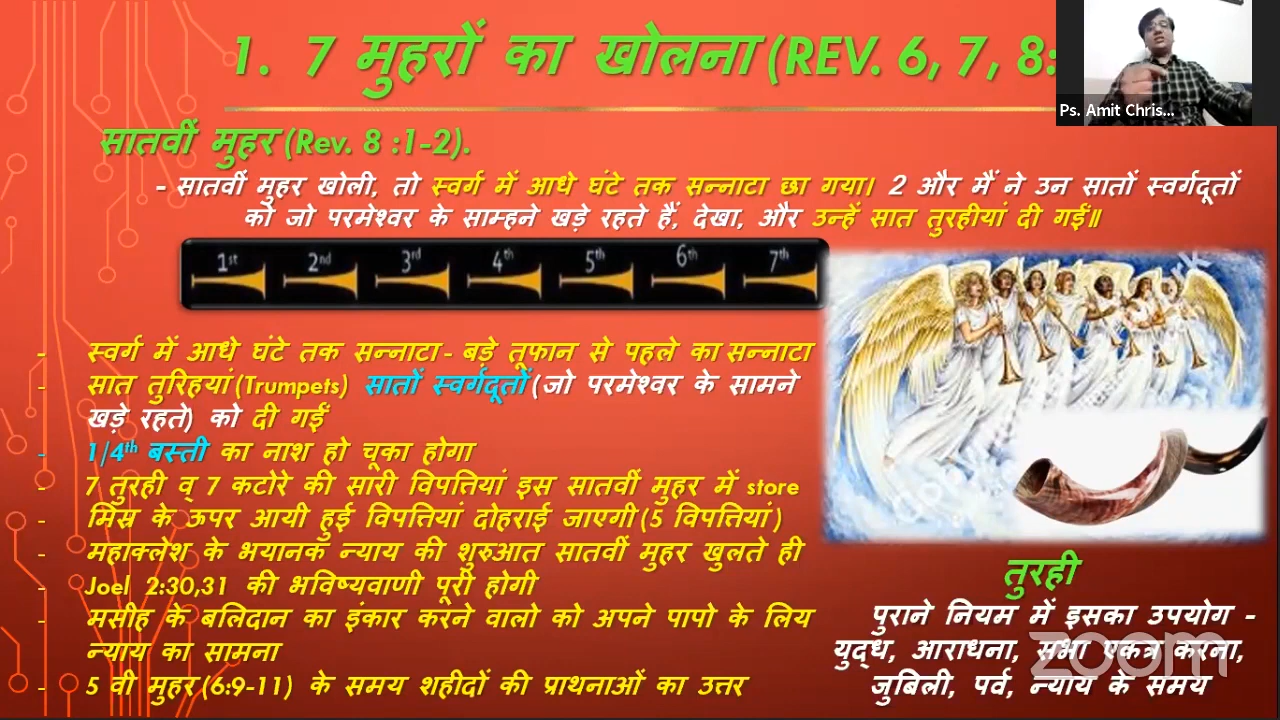 1. 7 मुहरों का खोलना (REV. 6, 7, 8:
Ps. Amit Chris...
सातवीं मुहर (Rev. 8 :1-2).
- सातवीं मुहर खोली, तो स्वर्ग में आधे घंटे तक सन्नाटा छा गया। 2 और मैं ने उन सातों स्वर्गदूतों
को जो परमेश्वर के साम्हने खड़े रहते हैं, देखा, और उन्हें सात तुरहीयां दी गईं॥
1st 2nd 3rd 4th 5th 6th 7th
- स्वर्ग में आधे घंटे तक सन्नाटा - बड़े तूफान से पहले का सन्नाटा
- सात तुरिहयां (Trumpets) सातों स्वर्गदूतों (जो परमेश्वर के सामने
खड़े रहते) को दी गईं
- 1/4th बस्ती का नाश हो चूका होगा
- 7 तुरही व् 7 कटोरे की सारी विपत्तियां इस सातवीं मुहर में store
- मिस्र के ऊपर आयी हुई विपत्तियां दोहराई जाएगी (5 विपत्तियां )
- महाक्लेश के भयानक न्याय की शुरुआत सातवीं मुहर खुलते ही
- Joel 2:30,31 की भविष्यवाणी पूरी होगी
- मसीह के बलिदान का इंकार करने वालो को अपने पापो के लिय
न्याय का सामना
- 5 वी मुहर (6:9-11) के समय शहीदों की प्राथनाओं का उत्तर
तुरही
पुराने नियम में इसका उपयोग -
युद्ध, आराधना, सभा एकत्र करना,
जुबिली, पर्व, न्याय के समय
zoom